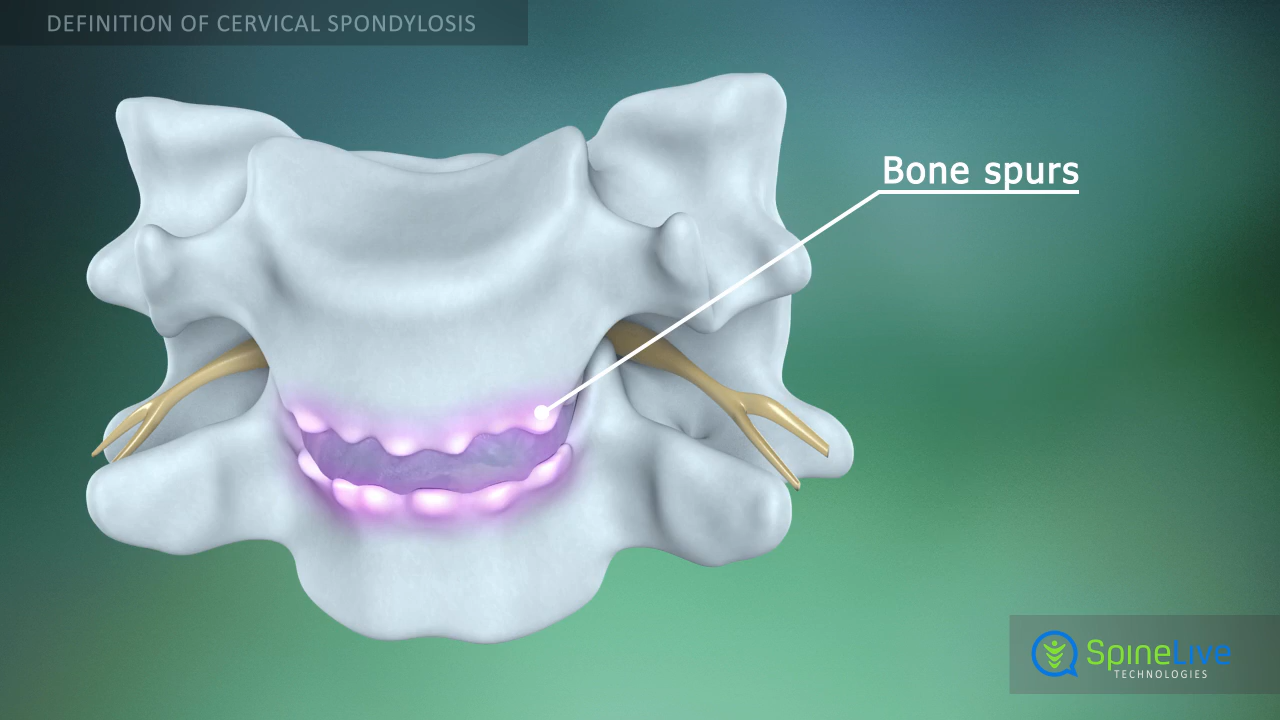 DEFINITION OF CERVICAL SPONDYLOSIS
Bone spurs
SpineLive
TECHNOLOGIES